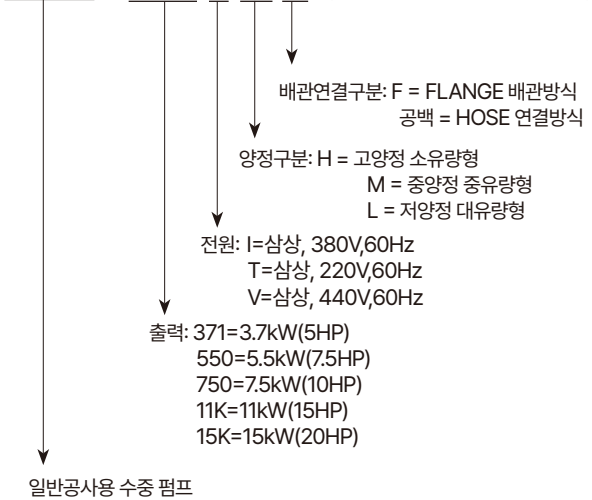 배관연결구분: F = FLANGE 배관방식
공백 = HOSE 연결방식
양정구분: H = 고양정 소유량형
M = 중양정 중유량형
L = 저양정 대유량형
전원: I=삼상, 380V,60Hz
T=삼상, 220V,60Hz
V=삼상, 440V,60Hz
출력: 371=3.7kW(5HP)
550=5.5kW(7.5HP)
750=7.5kW(10HP)
11K=11kW(15HP)
15K=15kW(20HP)
일반공사용 수중 펌프